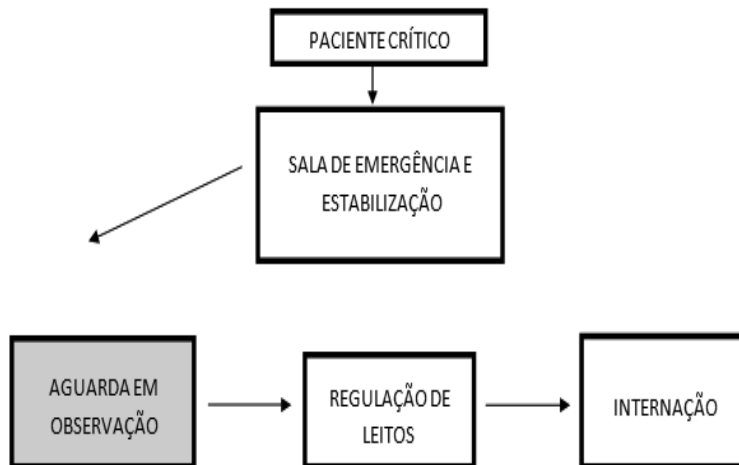 PACIENTE CRÍTICO
SALA DE EMERGÊNCIA E
ESTABILIZAÇÃO
AGUARDA EM
OBSERVAÇÃO
REGULAÇÃO DE
LEITOS
INTERNAÇÃO